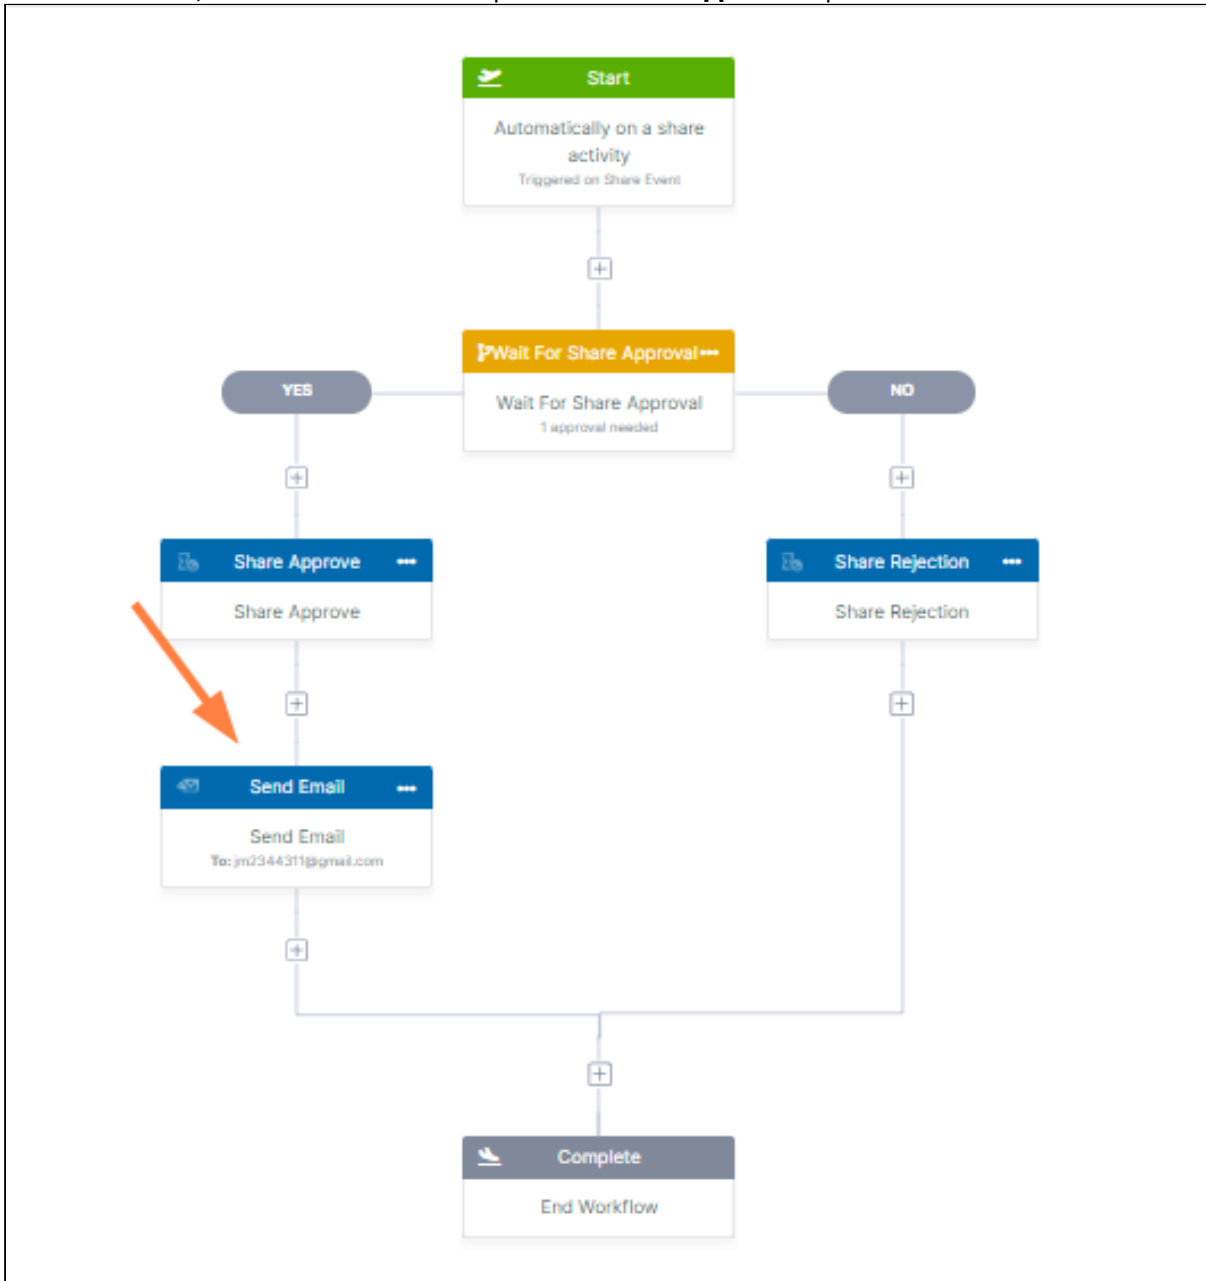 Start
Automatically on a share
activity
Triggered on Share Event
Wait For Share Approval
YES
Wait For Share Approval
1 approval needed
NO
Share Approve
Share Approve
Share Rejection
Share Rejection
Send Email
Send Email
To: jm2344311@gmail.com
Complete
End Workflow